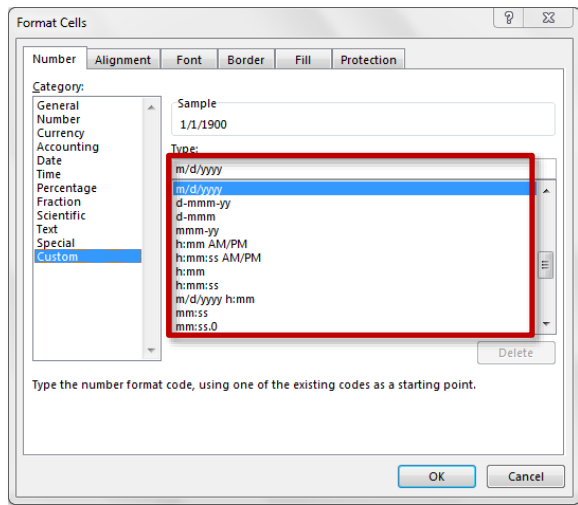 Format Cells
Number Alignment Font Border Fill Protection
Category:
General
Number
Currency
Accounting
Date
Time
Percentage
Fraction
Scientific
Text
Special
Custom
Sample
1/1/1900
Type:
m/d/yyyy
m/d/yyyy
d-mmm-yy
d-mmm
mmm-yy
h:mm AM/PM
h:mm:ss AM/PM
h:mm
h:mm:ss
m/d/yyyy h:mm
mm:ss
mm:ss.0
Delete
Type the number format code, using one of the existing codes as a starting point.
OK Cancel